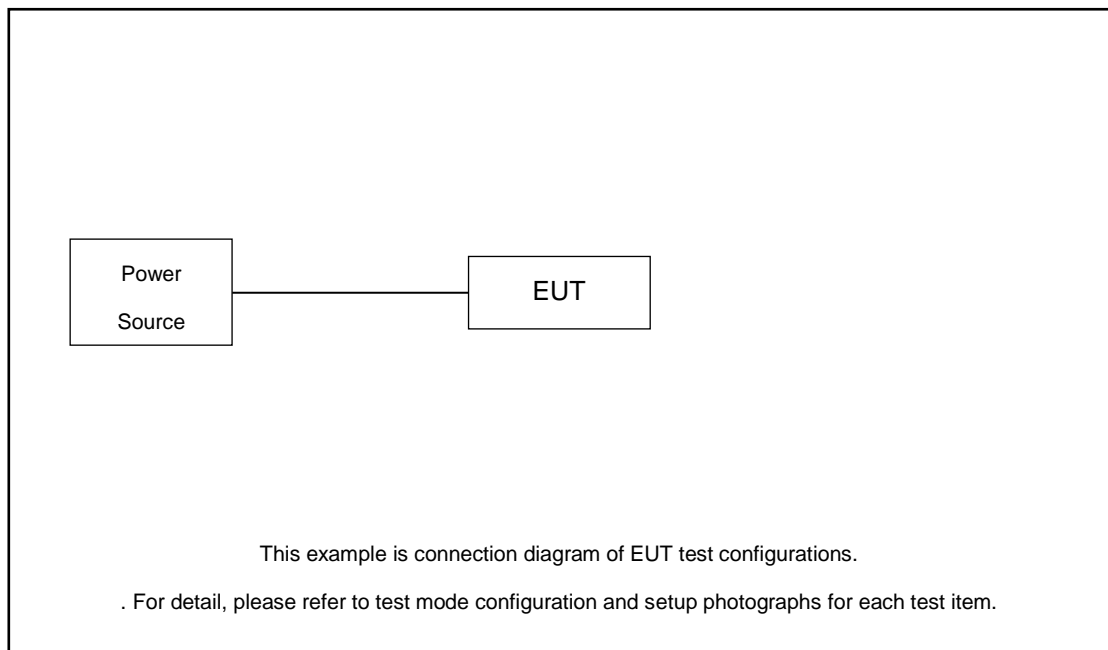 Power
Source
EUT
This example is connection diagram of EUT test configurations.
. For detail, please refer to test mode configuration and setup photographs for each test item.